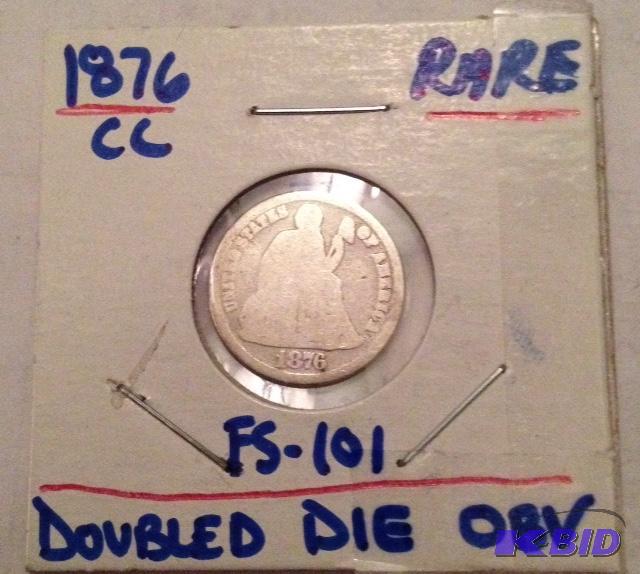 1876 RARE
CC
UNITED STATES OF AMERICA
1876
FS-101
DOUBLED DIE OBV
K-BID